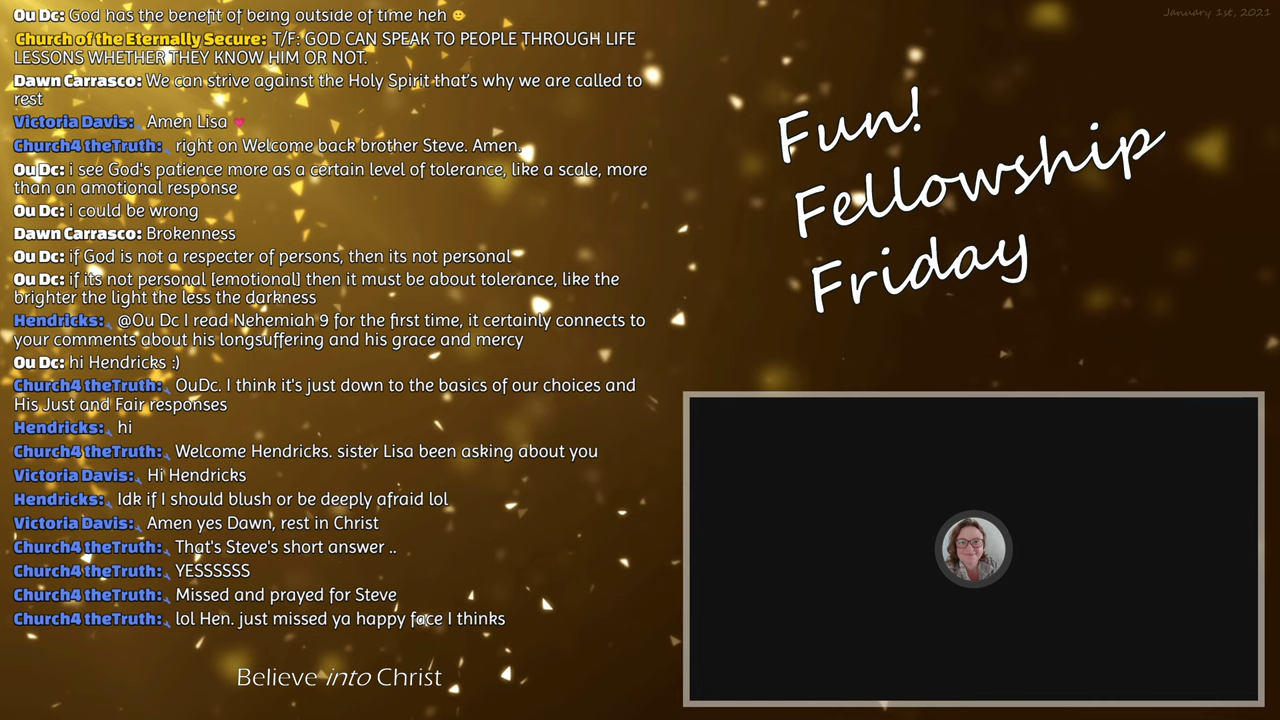 Ou Dc: God has the benefit of being outside of time heh 🙂
Church of the Eternally Secure: T/F: GOD CAN SPEAK TO PEOPLE THROUGH LIFE
LESSONS WHETHER THEY KNOW HIM OR NOT.
Dawn Carrasco: We can strive against the Holy Spirit that's why we are called to
rest
Victoria Davis: Amen Lisa 💗
Church4 theTruth: right on Welcome back brother Steve. Amen.
Ou Dc: i see God's patience more as a certain level of tolerance, like a scale, more
than an amotional response
Ou Dc: i could be wrong
Dawn Carrasco: Brokenness
Ou Dc: if God is not a respecter of persons, then its not personal
Ou Dc: if its not personal [emotional] then it must be about tolerance, like the
brighter the light the less the darkness
Hendricks: @Ou Dc I read Nehemiah 9 for the first time, it certainly connects to
your comments about his longsuffering and his grace and mercy
Ou Dc: hi Hendricks :)
Church4 theTruth: OuDc. I think it's just down to the basics of our choices and
His Just and Fair responses
Hendricks: hi
Church4 theTruth: Welcome Hendricks. sister Lisa been asking about you
Victoria Davis: Hi Hendricks
Hendricks: Idk if I should blush or be deeply afraid lol
Victoria Davis: Amen yes Dawn, rest in Christ
Church4 theTruth: That's Steve's short answer ..
Church4 theTruth: YESSSSSS
Church4 theTruth: Missed and prayed for Steve
Church4 theTruth: lol Hen. just missed ya happy face I thinks
Believe into Christ
January 1st, 2021
Fun!
Fellowship
Friday